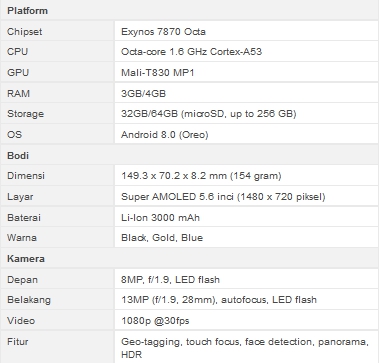 Platform
Chipset Exynos 7870 Octa
CPU Octa-core 1.6 GHz Cortex-A53
GPU Mali-T830 MP1
RAM 3GB/4GB
Storage 32GB/64GB (microSD, up to 256 GB)
OS Android 8.0 (Oreo)
Bodi
Dimensi 149.3 x 70.2 x 8.2 mm (154 gram)
Layar Super AMOLED 5.6 inci (1480 x 720 piksel)
Baterai Li-Ion 3000 mAh
Warna Black, Gold, Blue
Kamera
Depan 8MP, f/1.9, LED flash
Belakang 13MP (f/1.9, 28mm), autofocus, LED flash
Video 1080p @30fps
Fitur Geo-tagging, touch focus, face detection, panorama,
HDR